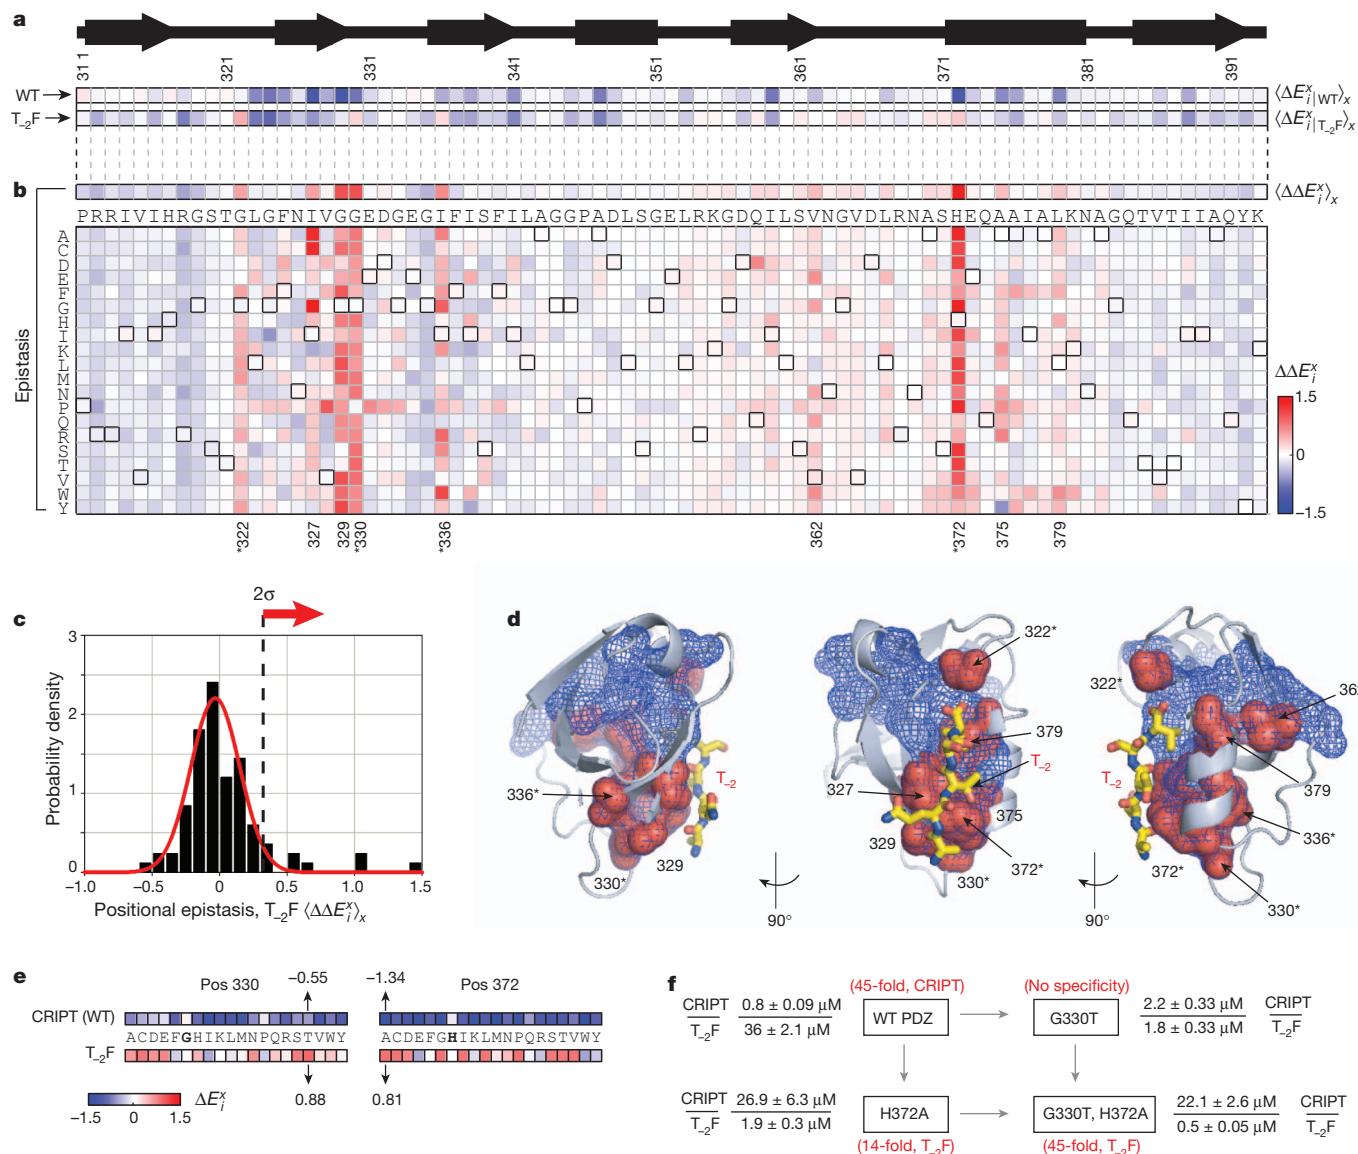 a
311 321 331 341 351 361 371 381 391
WT ⟨ΔΔE^x_i|WT⟩_x
T₋₂F ⟨ΔΔE^x_i|T₋₂F⟩_x
b ⟨ΔΔE^x_i⟩_x
PRRIVIHRGSTGLGFNIVGGEDGEGIFISFILAGGPADLSGELRKGDQILSVNGVDLRNASHEQAAIALKNAGQTVTIIAQYK
Epistasis
A
C
D
E
F
G
H
I
K
L
M
N
P
Q
R
S
T
V
W
Y
ΔΔE^x_i
1.5
0
−1.5
*322 327 329 *330 *336 362 *372 375 379
c
2σ
Probability density
3
2
1
0
−1.0 −0.5 0 0.5 1.0 1.5
Positional epistasis, T₋₂F ⟨ΔΔE^x_i⟩_x
d
336*
330*
329
T₋₂
90°
322*
379
T₋₂
327
375
329
372*
330*
90°
322*
T₋₂
379
336*
372*
330*
e
−0.55 −1.34
Pos 330 Pos 372
CRIPT (WT)
ACDEFGHIKLMNPQRSTVWY ACDEFGHIKLMNPQRSTVWY
T₋₂F
0.88 0.81
−1.5 0 1.5 ΔE^x_i
f
(45-fold, CRIPT) (No specificity)
CRIPT 0.8 ± 0.09 μM
T₋₂F 36 ± 2.1 μM
WT PDZ
G330T
2.2 ± 0.33 μM CRIPT
1.8 ± 0.33 μM T₋₂F
CRIPT 26.9 ± 6.3 μM
T₋₂F 1.9 ± 0.3 μM
H372A
G330T, H372A
22.1 ± 2.6 μM CRIPT
0.5 ± 0.05 μM T₋₂F
(14-fold, T₋₂F) (45-fold, T₋₂F)